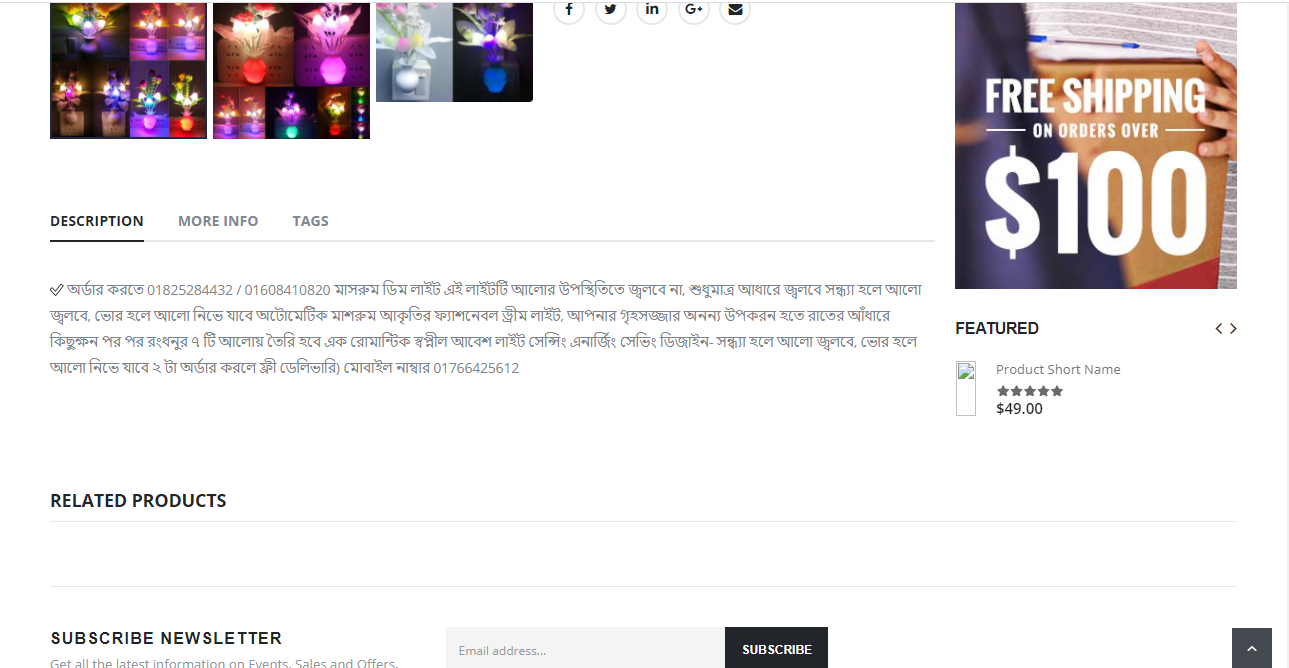 f
in
G+
FREE SHIPPING
ON ORDERS OVER
$100
DESCRIPTION MORE INFO TAGS
অর্ডার করতে 01825284432 / 01608410820 মাসরুম ডিম লাইট এই লাইটটি আলোর উপস্থিতিতে জ্বলবে না, শুধুমাত্র আধারে জ্বলবে সন্ধ্যা হলে আলো
জ্বলবে, ভোর হলে আলো নিভে যাবে অটোমেটিক মাশরুম আকৃতির ফ্যাশনেবল ড্রীম লাইট, আপনার গৃহসজ্জার অনন্য উপকরন হতে রাতের আঁধারে
কিছুক্ষন পর পর রংধনুর ৭ টি আলোয় তৈরি হবে এক রোমান্টিক স্বপ্নীল আবেশ লাইট সেন্সিং এনার্জিং সেভিং ডিজাইন- সন্ধ্যা হলে আলো জ্বলবে, ভোর হলে
আলো নিভে যাবে ২ টা অর্ডার করলে ফ্রী ডেলিভারি) মোবাইল নাম্বার 01766425612
FEATURED
Product Short Name
$49.00
RELATED PRODUCTS
SUBSCRIBE NEWSLETTER
Get all the latest information on Events, Sales and Offers.
Email address...
SUBSCRIBE